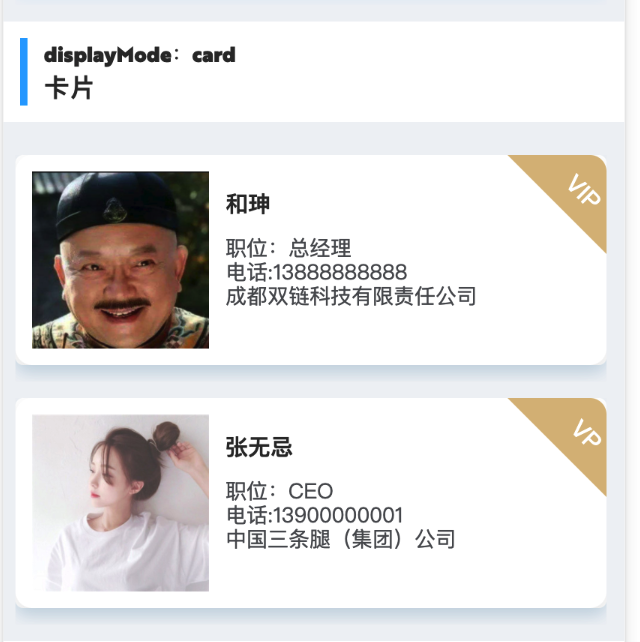 displayMode：card
卡片
VIP
和珅
职位：总经理
电话:13888888888
成都双链科技有限责任公司
VP
张无忌
职位：CEO
电话:13900000001
中国三条腿（集团）公司